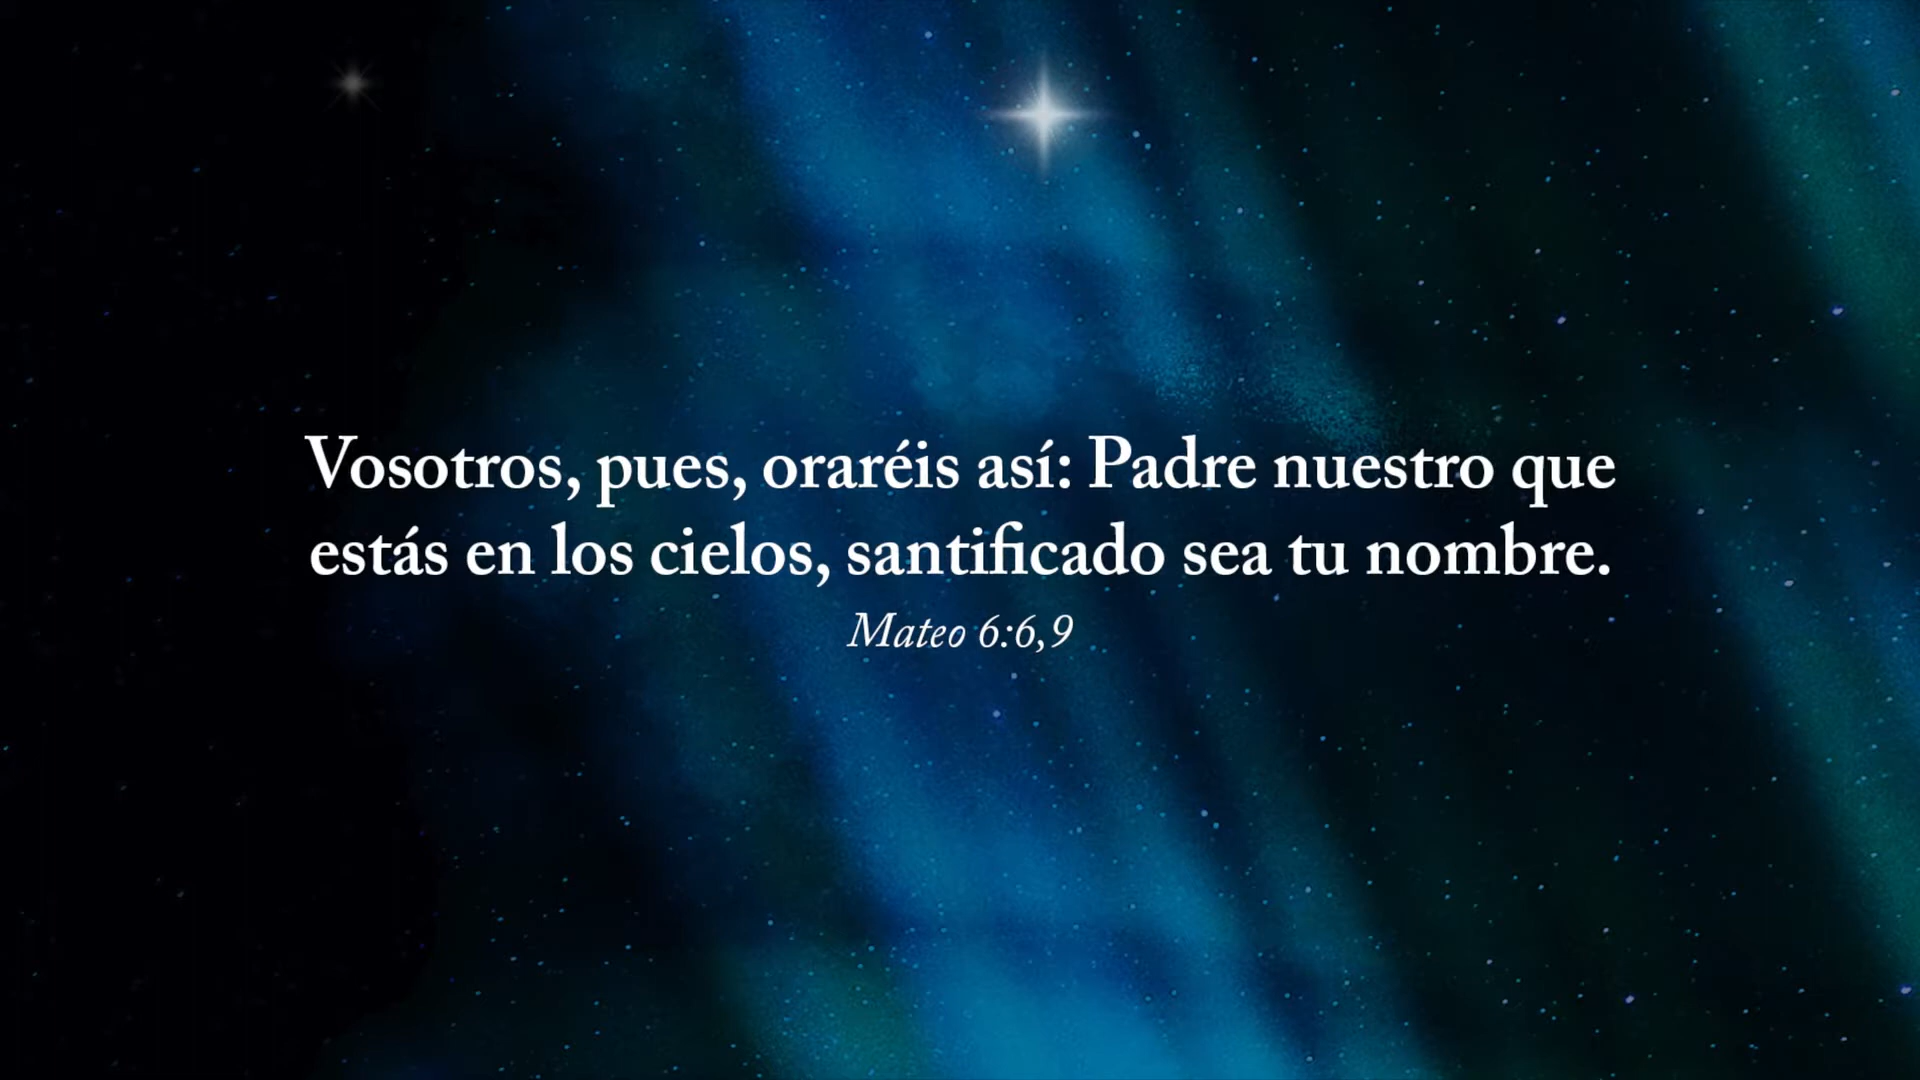 Vosotros, pues, oraréis así: Padre nuestro que
estás en los cielos, santificado sea tu nombre.
Mateo 6:6,9